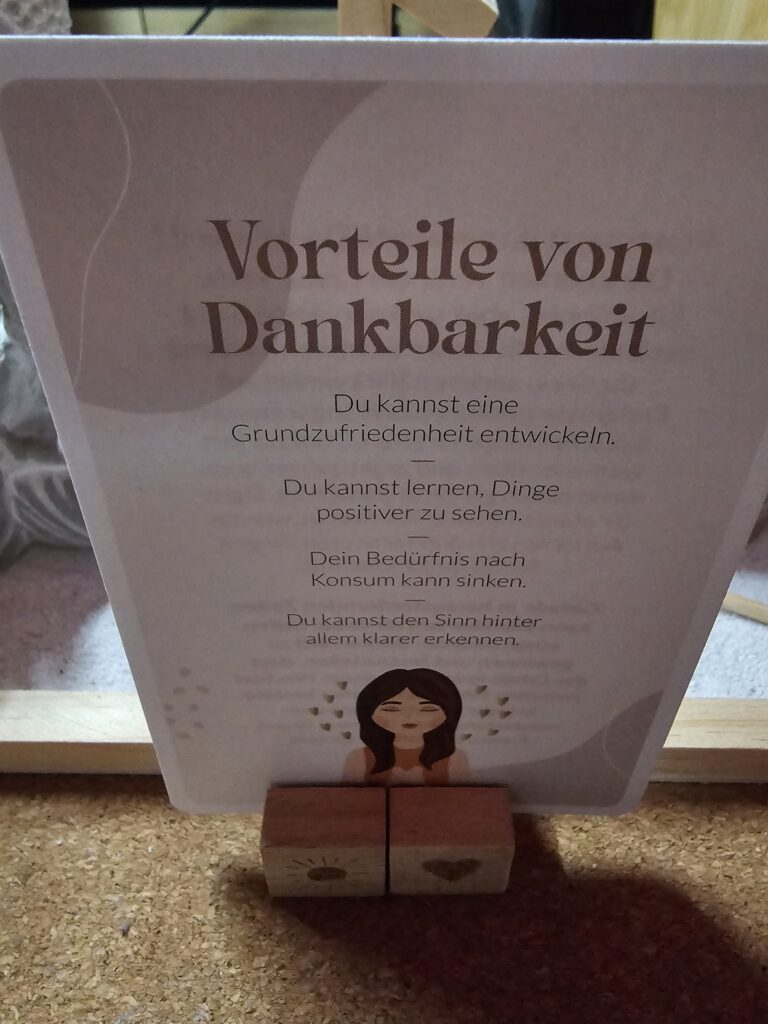 Vorteile von
Dankbarkeit
Du kannst eine
Grundzufriedenheit entwickeln.
Du kannst lernen, Dinge
positiver zu sehen.
Dein Bedürfnis nach
Konsum kann sinken.
Du kannst den Sinn hinter
allem klarer erkennen.